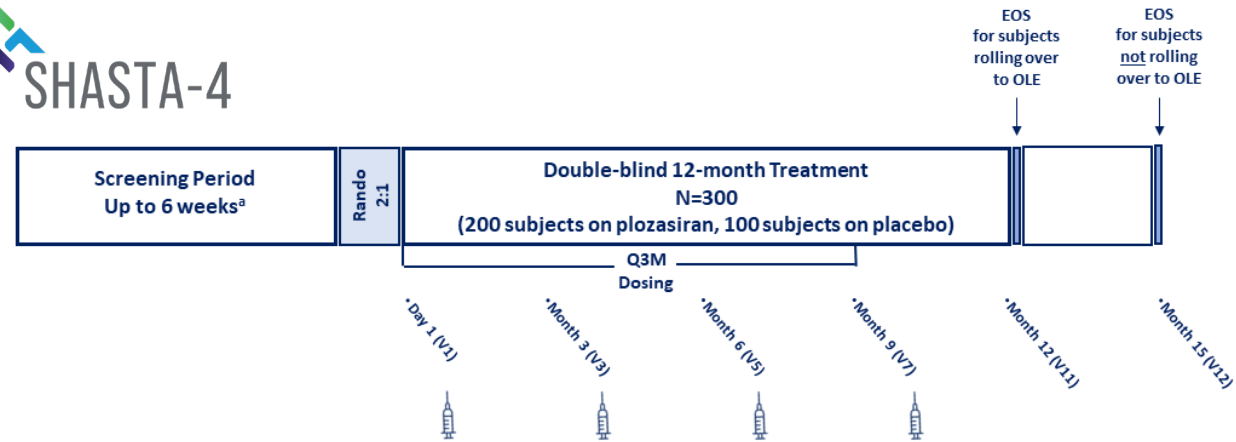 EOS
for subjects
rolling over
to OLE
EOS
for subjects
not rolling
over to OLE
SHASTA-4
Screening Period
Up to 6 weeksᵃ
Rando
2:1
Double-blind 12-month Treatment
N=300
(200 subjects on plozasiran, 100 subjects on placebo)
Q3M
Dosing
•Day 1 (V1)
•Month 3 (V3)
•Month 6 (V5)
•Month 9 (V7)
•Month 12 (V11)
•Month 15 (V12)